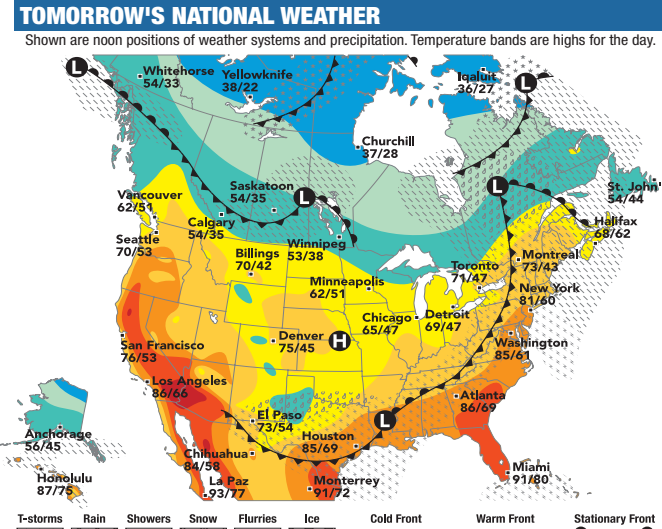 TOMORROW'S NATIONAL WEATHER
Shown are noon positions of weather systems and precipitation. Temperature bands are highs for the day.
L
Whitehorse
54/33
Yellowknife
38/22
Iqaluit
36/27
L
Churchill
37/28
Vancouver
62/51
Saskatoon
54/35
L
L
St. John'
54/44
Calgary
54/35
Halifax
68/62
Seattle
70/53
Winnipeg
53/38
Billings
70/42
Montreal
73/43
Toronto
71/47
Minneapolis
62/51
New York
81/60
Chicago
65/47
Detroit
69/47
San Francisco
76/53
Denver
75/45
H
Washington
85/61
Los Angeles
86/66
Atlanta
86/69
El Paso
73/54
L
Anchorage
56/45
Houston
85/69
Chihuahua
84/58
Honolulu
87/75
La Paz
93/77
Monterrey
91/72
Miami
91/80
T-storms Rain Showers Snow Flurries Ice Cold Front Warm Front Stationary Front